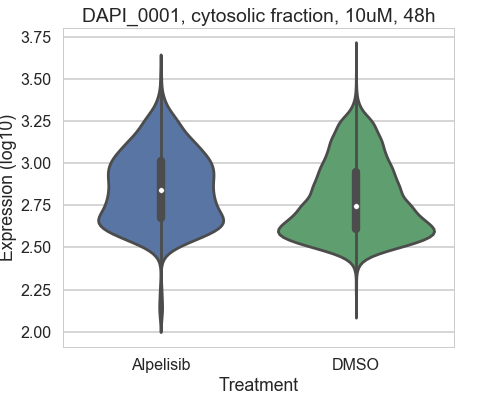 DAPI_0001, cytosolic fraction, 10uM, 48h
3.75
3.50
3.25
3.00
2.75
2.50
2.25
2.00
Expression (log10)
Alpelisib DMSO
Treatment